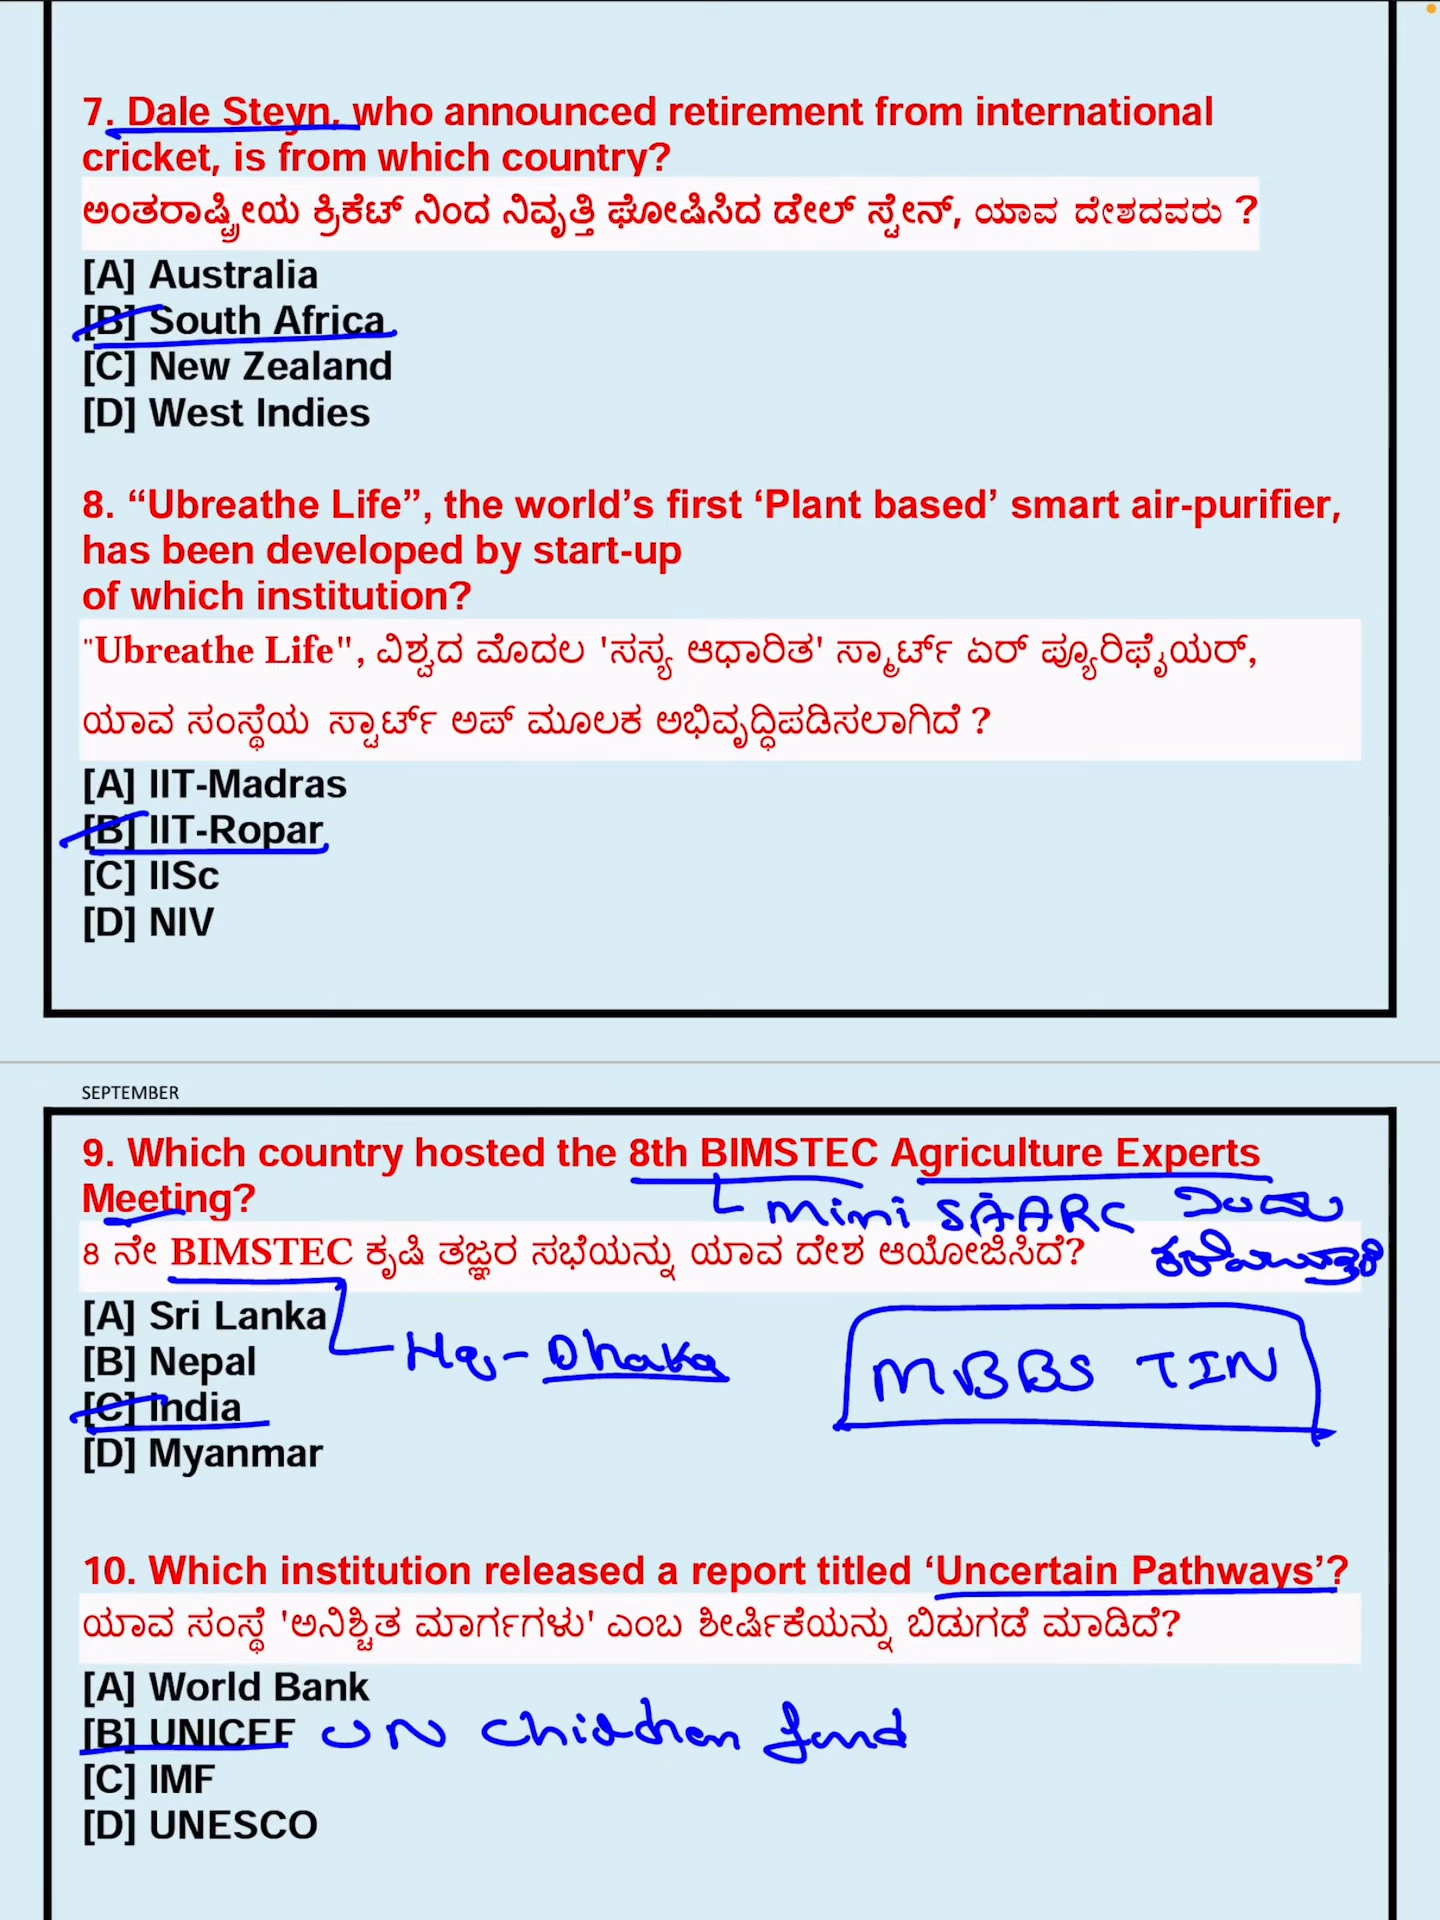 7. Dale Steyn, who announced retirement from international
cricket, is from which country?
ಅಂತರಾಷ್ಟ್ರೀಯ ಕ್ರಿಕೆಟ್ ನಿಂದ ನಿವೃತ್ತಿ ಘೋಷಿಸಿದ ಡೇಲ್ ಸ್ಟೇನ್, ಯಾವ ದೇಶದವರು ?
[A] Australia
[B] South Africa
[C] New Zealand
[D] West Indies
8. “Ubreathe Life”, the world’s first ‘Plant based’ smart air-purifier,
has been developed by start-up
of which institution?
"Ubreathe Life", ವಿಶ್ವದ ಮೊದಲ 'ಸಸ್ಯ ಆಧಾರಿತ' ಸ್ಮಾರ್ಟ್ ಏರ್ ಪ್ಯೂರಿಫೈಯರ್,
ಯಾವ ಸಂಸ್ಥೆಯ ಸ್ಟಾರ್ಟ್ ಅಪ್ ಮೂಲಕ ಅಭಿವೃದ್ಧಿಪಡಿಸಲಾಗಿದೆ ?
[A] IIT-Madras
[B] IIT-Ropar
[C] IISc
[D] NIV
SEPTEMBER
9. Which country hosted the 8th BIMSTEC Agriculture Experts
Meeting?
mini SAARC ಎಂದು
8 ನೇ BIMSTEC ಕೃಷಿ ತಜ್ಞರ ಸಭೆಯನ್ನು ಯಾವ ದೇಶ ಆಯೋಜಿಸಿದೆ?
[A] Sri Lanka
[B] Nepal
Hq - Dhaka
MBBS TIN
[C] India
[D] Myanmar
10. Which institution released a report titled ‘Uncertain Pathways’?
ಯಾವ ಸಂಸ್ಥೆ 'ಅನಿಶ್ಚಿತ ಮಾರ್ಗಗಳು' ಎಂಬ ಶೀರ್ಷಿಕೆಯನ್ನು ಬಿಡುಗಡೆ ಮಾಡಿದೆ?
[A] World Bank
[B] UNICEF UN Children fund
[C] IMF
[D] UNESCO